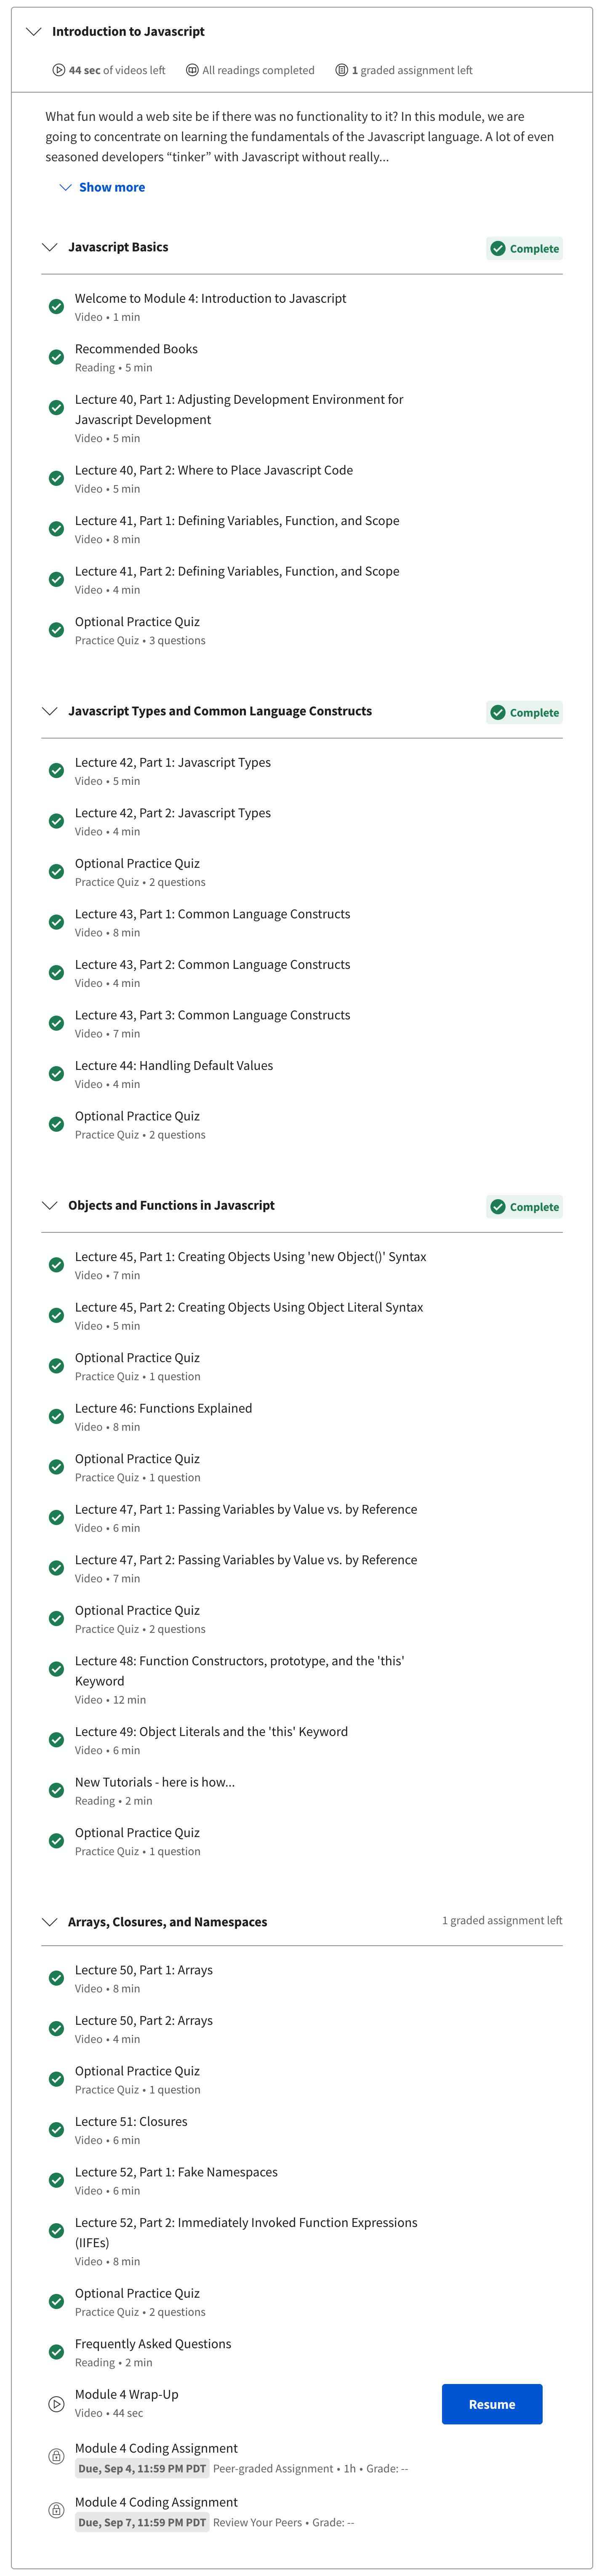 Introduction to Javascript
44 sec of videos left All readings completed 1 graded assignment left
What fun would a web site be if there was no functionality to it? In this module, we are
going to concentrate on learning the fundamentals of the Javascript language. A lot of even
seasoned developers “tinker” with Javascript without really...
Show more
Javascript Basics Complete
Welcome to Module 4: Introduction to Javascript
Video • 1 min
Recommended Books
Reading • 5 min
Lecture 40, Part 1: Adjusting Development Environment for
Javascript Development
Video • 5 min
Lecture 40, Part 2: Where to Place Javascript Code
Video • 5 min
Lecture 41, Part 1: Defining Variables, Function, and Scope
Video • 8 min
Lecture 41, Part 2: Defining Variables, Function, and Scope
Video • 4 min
Optional Practice Quiz
Practice Quiz • 3 questions
Javascript Types and Common Language Constructs Complete
Lecture 42, Part 1: Javascript Types
Video • 5 min
Lecture 42, Part 2: Javascript Types
Video • 4 min
Optional Practice Quiz
Practice Quiz • 2 questions
Lecture 43, Part 1: Common Language Constructs
Video • 8 min
Lecture 43, Part 2: Common Language Constructs
Video • 4 min
Lecture 43, Part 3: Common Language Constructs
Video • 7 min
Lecture 44: Handling Default Values
Video • 4 min
Optional Practice Quiz
Practice Quiz • 2 questions
Objects and Functions in Javascript Complete
Lecture 45, Part 1: Creating Objects Using 'new Object()' Syntax
Video • 7 min
Lecture 45, Part 2: Creating Objects Using Object Literal Syntax
Video • 5 min
Optional Practice Quiz
Practice Quiz • 1 question
Lecture 46: Functions Explained
Video • 8 min
Optional Practice Quiz
Practice Quiz • 1 question
Lecture 47, Part 1: Passing Variables by Value vs. by Reference
Video • 6 min
Lecture 47, Part 2: Passing Variables by Value vs. by Reference
Video • 7 min
Optional Practice Quiz
Practice Quiz • 2 questions
Lecture 48: Function Constructors, prototype, and the 'this'
Keyword
Video • 12 min
Lecture 49: Object Literals and the 'this' Keyword
Video • 6 min
New Tutorials - here is how...
Reading • 2 min
Optional Practice Quiz
Practice Quiz • 1 question
Arrays, Closures, and Namespaces 1 graded assignment left
Lecture 50, Part 1: Arrays
Video • 8 min
Lecture 50, Part 2: Arrays
Video • 4 min
Optional Practice Quiz
Practice Quiz • 1 question
Lecture 51: Closures
Video • 6 min
Lecture 52, Part 1: Fake Namespaces
Video • 6 min
Lecture 52, Part 2: Immediately Invoked Function Expressions
(IIFEs)
Video • 8 min
Optional Practice Quiz
Practice Quiz • 2 questions
Frequently Asked Questions
Reading • 2 min
Module 4 Wrap-Up
Video • 44 sec
Resume
Module 4 Coding Assignment
Due, Sep 4, 11:59 PM PDT Peer-graded Assignment • 1h • Grade: --
Module 4 Coding Assignment
Due, Sep 7, 11:59 PM PDT Review Your Peers • Grade: --